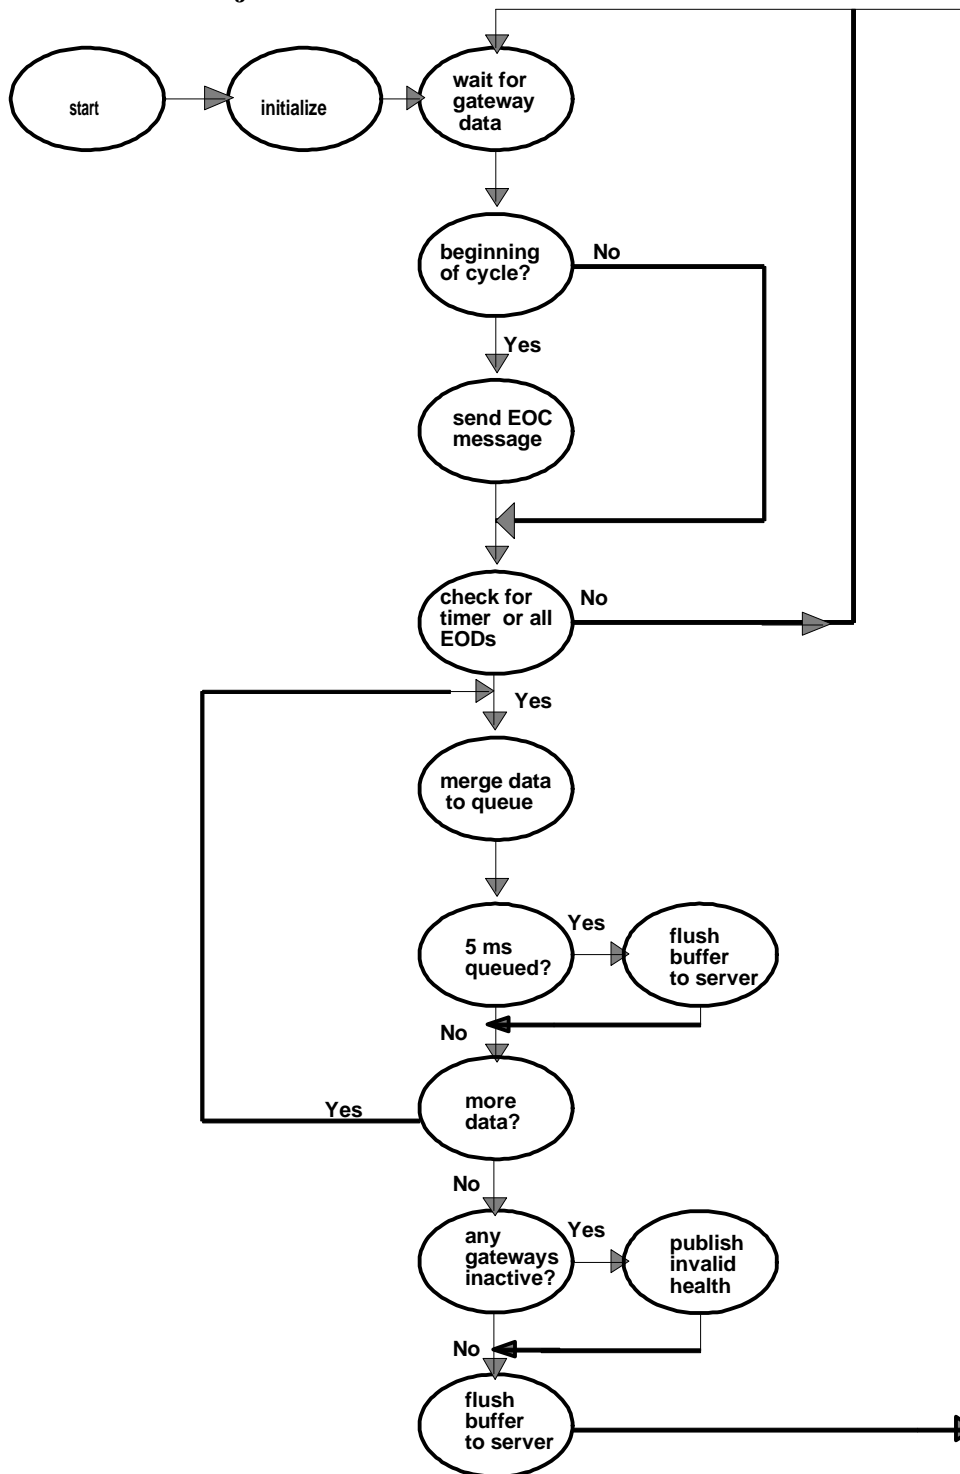 start
initialize
wait for
gateway
data
beginning
of cycle?
No
Yes
send EOC
message
check for
timer or all
EODs
No
Yes
merge data
to queue
5 ms
queued?
Yes
flush
buffer
to server
No
more
data?
Yes
No
any
gateways
inactive?
Yes
publish
invalid
health
No
flush
buffer
to server